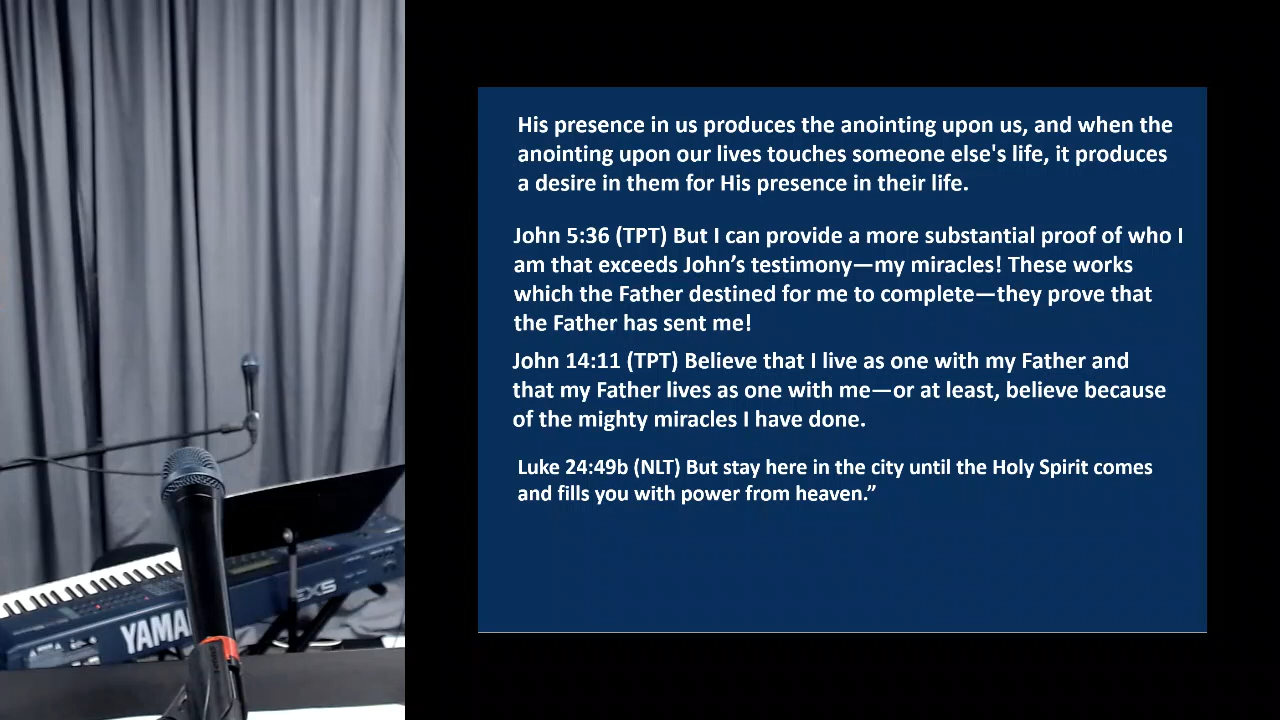 His presence in us produces the anointing upon us, and when the
anointing upon our lives touches someone else's life, it produces
a desire in them for His presence in their life.
John 5:36 (TPT) But I can provide a more substantial proof of who I
am that exceeds John’s testimony—my miracles! These works
which the Father destined for me to complete—they prove that
the Father has sent me!
John 14:11 (TPT) Believe that I live as one with my Father and
that my Father lives as one with me—or at least, believe because
of the mighty miracles I have done.
Luke 24:49b (NLT) But stay here in the city until the Holy Spirit comes
and fills you with power from heaven.”
YAMA
EX5